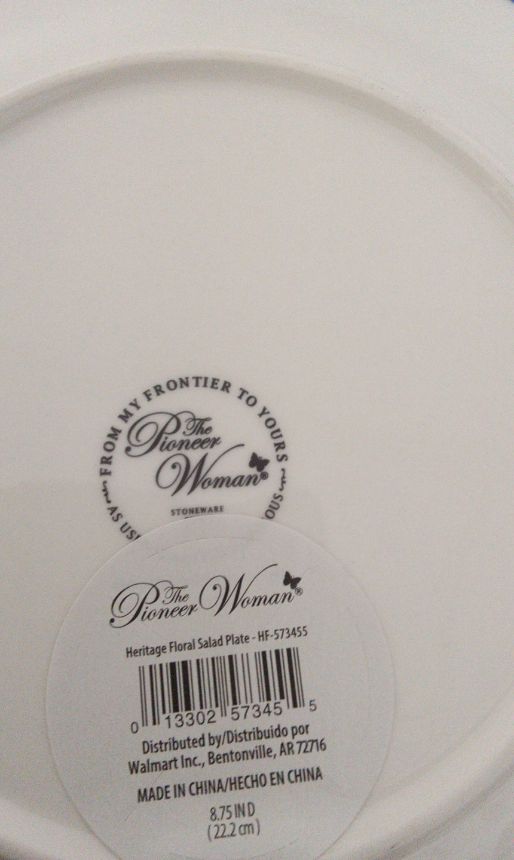 FROM MY FRONTIER TO YOURS
The
Pioneer
Woman®
STONEWARE
The
Pioneer Woman®
Heritage Floral Salad Plate - HF-573455
0 13302 57345 5
Distributed by/Distribuido por
Walmart Inc., Bentonville, AR 72716
MADE IN CHINA/HECHO EN CHINA
8.75 IN D
(22.2 cm)